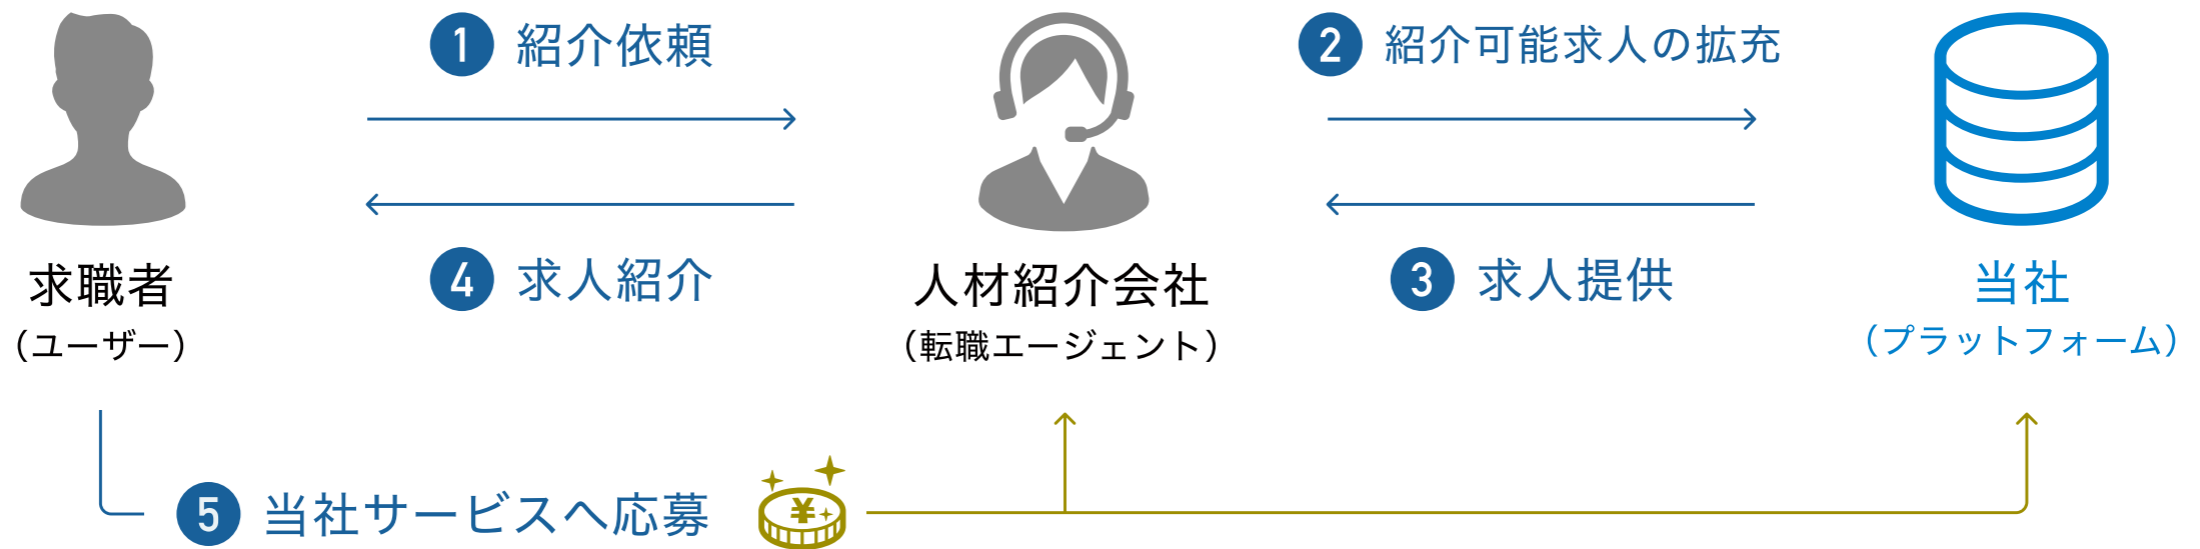 1 紹介依頼
2 紹介可能求人の拡充
4 求人紹介
3 求人提供
求職者
（ユーザー）
人材紹介会社
（転職エージェント）
当社
（プラットフォーム）
5 当社サービスへ応募
¥